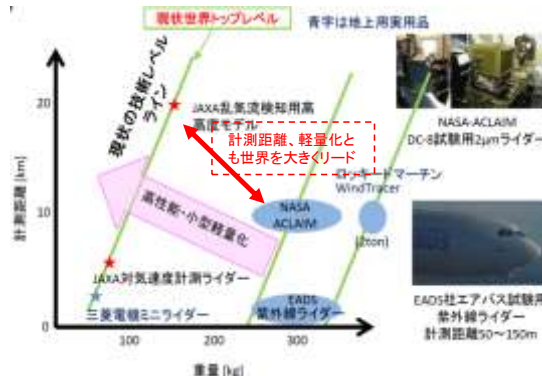 現状世界トップレベル
青字は地上用実用品
現状の技術レベル
ライン
20
JAXA乱気流検知用高
高度モデル
計測距離、軽量化と
も世界を大きくリード
NASA-ACLAIM
DC-8試験用2μmライダー
計測距離 [km]
ロッキードマーチン
WindTracer
高性能・小型軽量化
10
NASA
ACLAIM
(2ton)
JAXA対気速度計測ライダー
三菱電機ミニライダー
EADS
紫外線ライダー
EADS社エアバス試験用
紫外線ライダー
計測距離50～150m
0
100
200
300
重量 [kg]